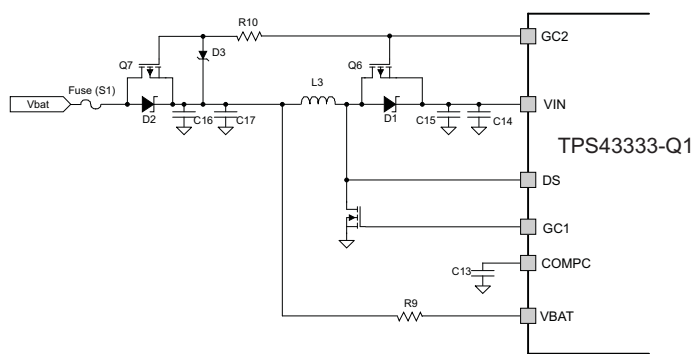 R10
GC2
Q7
D3
L3
Q6
Fuse (S1)
Vbat
D2
C16
C17
D1
C15
C14
VIN
TPS43333-Q1
DS
GC1
C13
COMPC
R9
VBAT